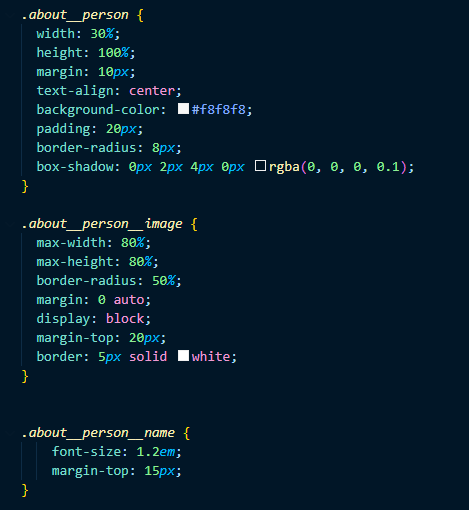 .about__person {
width: 30%;
height: 100%;
margin: 10px;
text-align: center;
background-color: #f8f8f8;
padding: 20px;
border-radius: 8px;
box-shadow: 0px 2px 4px 0px rgba(0, 0, 0, 0.1);
}
.about__person__image {
max-width: 80%;
max-height: 80%;
border-radius: 50%;
margin: 0 auto;
display: block;
margin-top: 20px;
border: 5px solid white;
}
.about__person__name {
font-size: 1.2em;
margin-top: 15px;
}